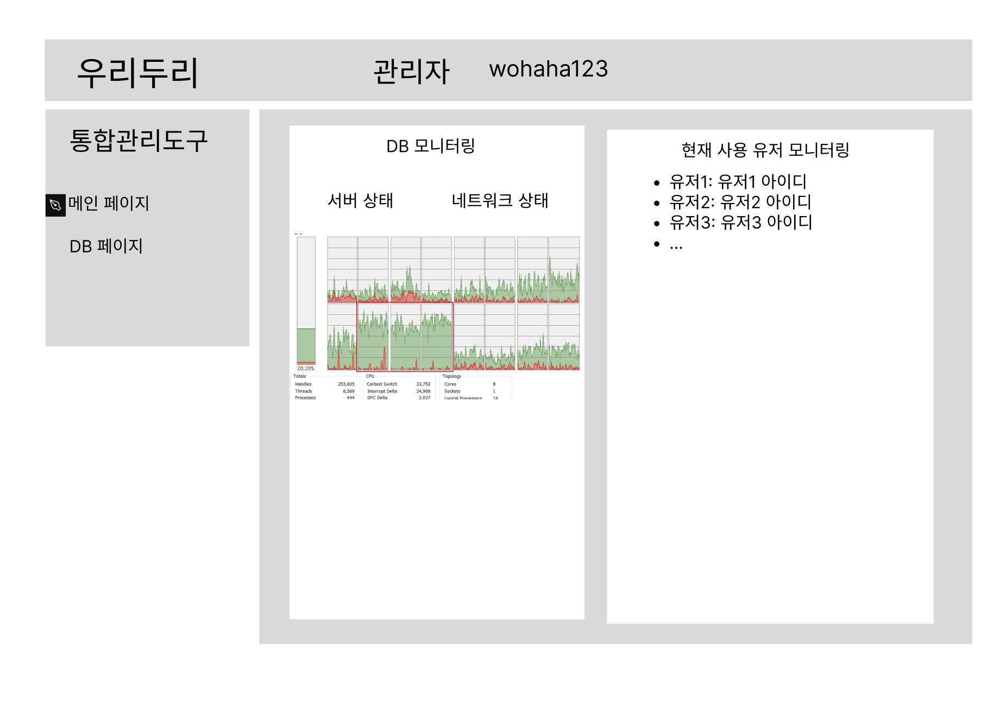 우리두리
관리자 wohaha123
통합관리도구
메인 페이지
DB 페이지
DB 모니터링
서버 상태 네트워크 상태
28,28%
Totals
Handles 253,605
Threads 8,569
Processes 444
CPU
Context Switch 33,753
Interrupt Delta 24,908
DPC Delta 2,037
Topology
Cores 8
Sockets 1
Logical Processors 16
현재 사용 유저 모니터링
• 유저1: 유저1 아이디
• 유저2: 유저2 아이디
• 유저3: 유저3 아이디
• ...